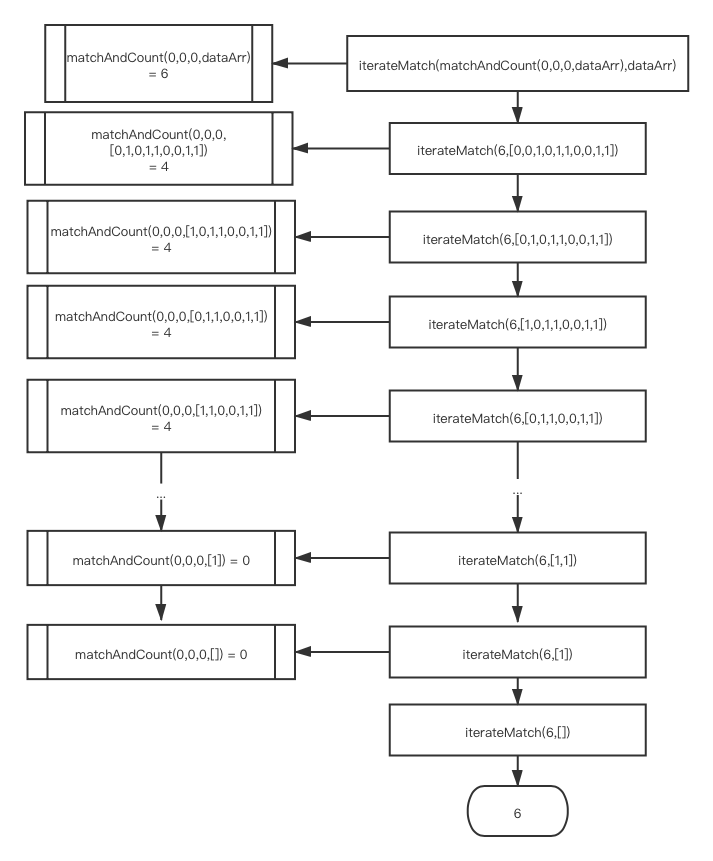 matchAndCount(0,0,0,dataArr)
= 6
iterateMatch(matchAndCount(0,0,0,dataArr),dataArr)
matchAndCount(0,0,0,
[0,1,0,1,1,0,0,1,1])
= 4
iterateMatch(6,[0,0,1,0,1,1,0,0,1,1])
matchAndCount(0,0,0,[1,0,1,1,0,0,1,1])
= 4
iterateMatch(6,[0,1,0,1,1,0,0,1,1])
matchAndCount(0,0,0,[0,1,1,0,0,1,1])
= 4
iterateMatch(6,[1,0,1,1,0,0,1,1])
matchAndCount(0,0,0,[1,1,0,0,1,1])
= 4
iterateMatch(6,[0,1,1,0,0,1,1])
...
...
matchAndCount(0,0,0,[1]) = 0
iterateMatch(6,[1,1])
matchAndCount(0,0,0,[]) = 0
iterateMatch(6,[1])
iterateMatch(6,[])
6